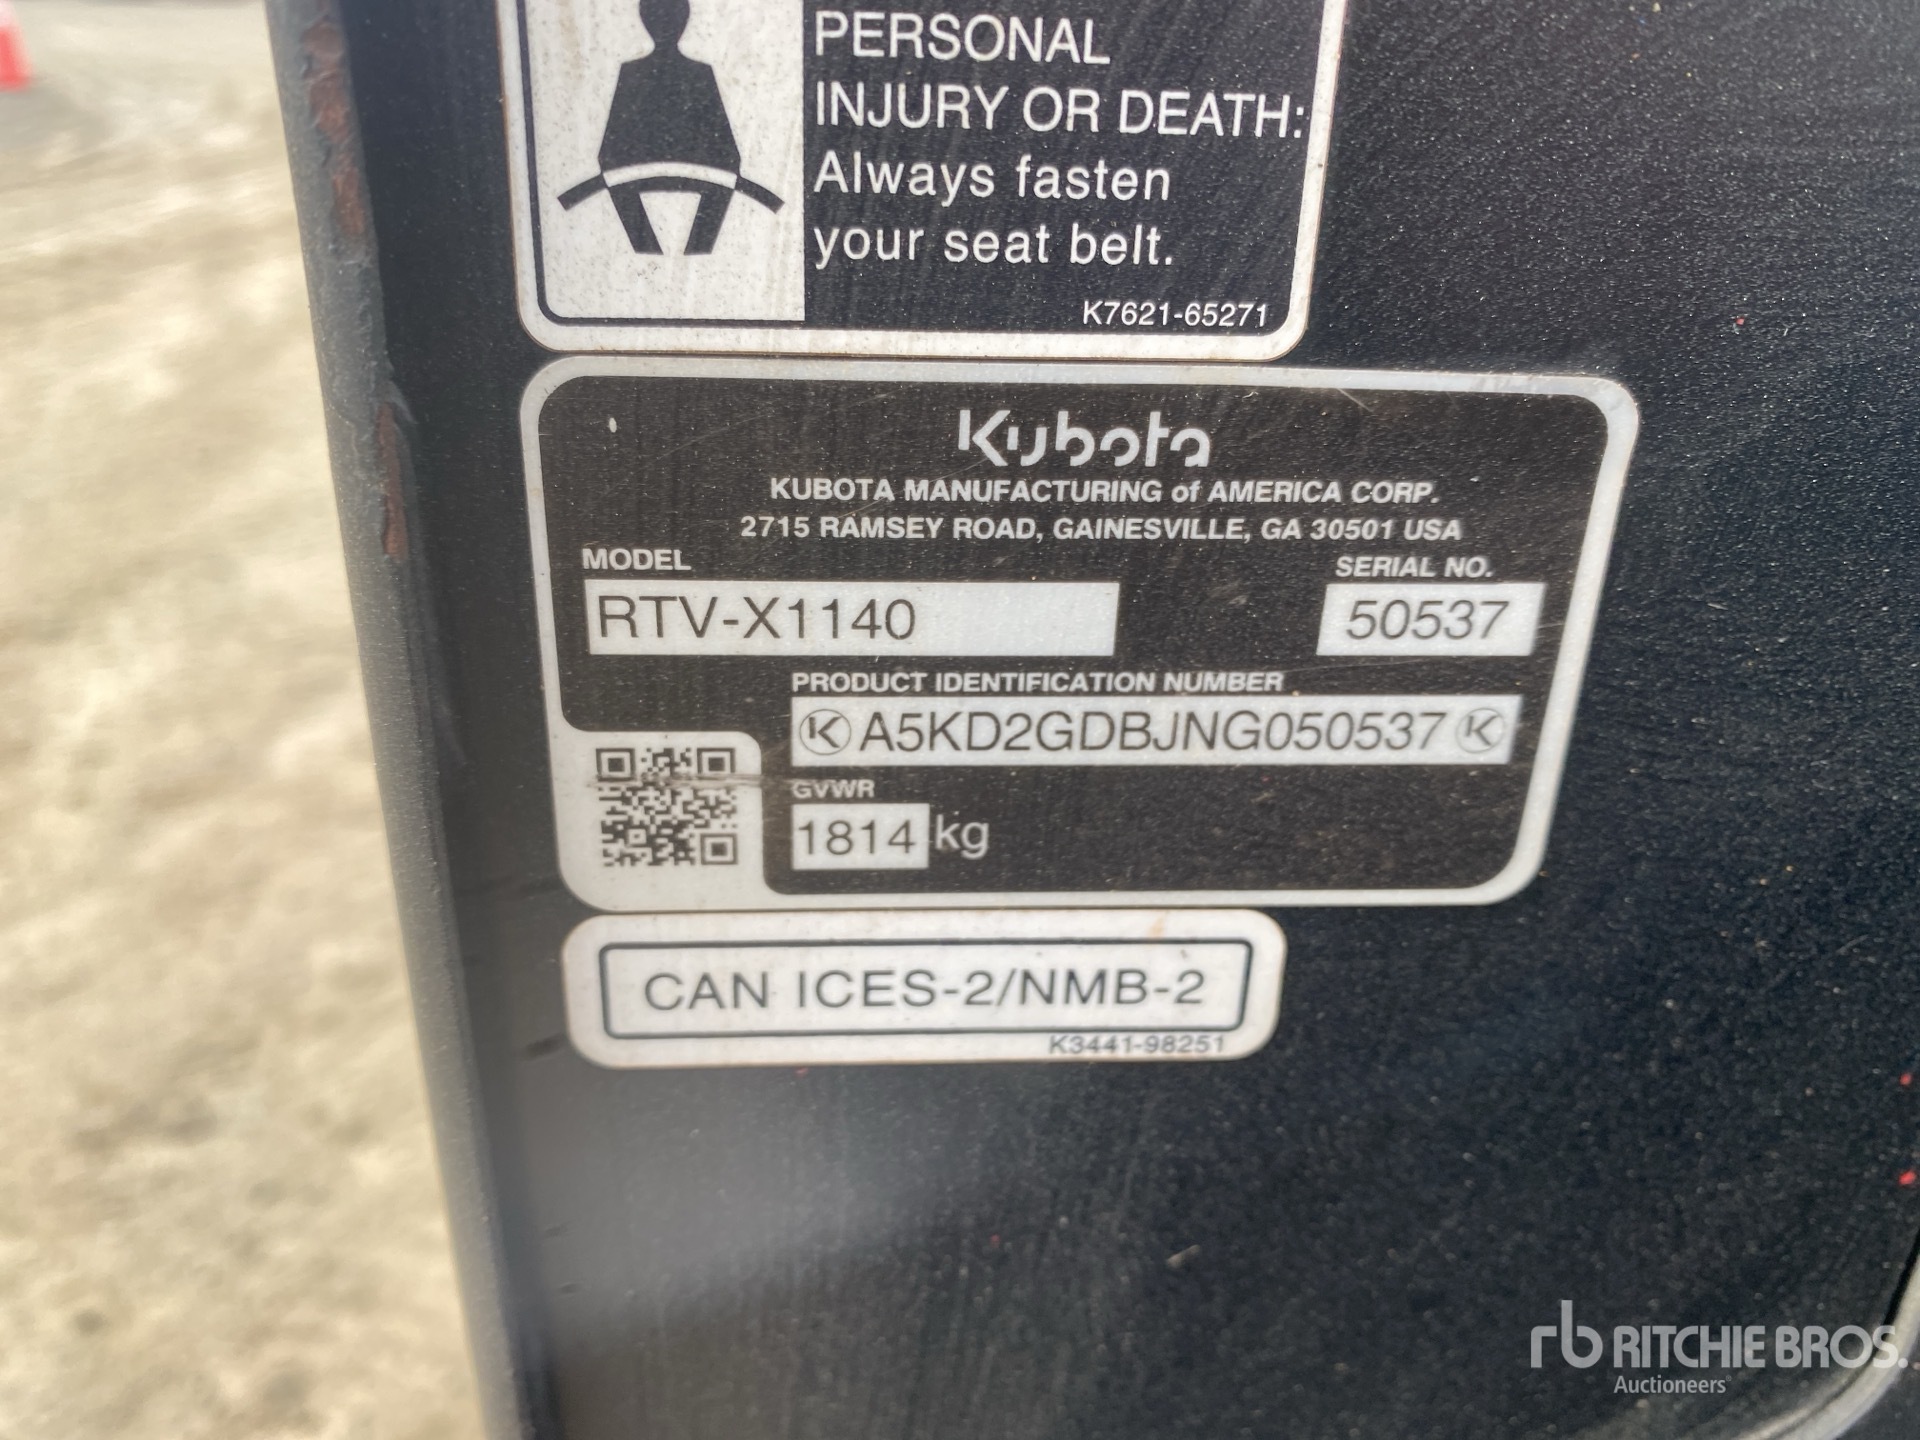 PERSONAL
INJURY OR DEATH:
Always fasten
your seat belt.
K7621-65271
Kubota
KUBOTA MANUFACTURING of AMERICA CORP.
2715 RAMSEY ROAD, GAINESVILLE, GA 30501 USA
MODEL
SERIAL NO.
RTV-X1140
50537
PRODUCT IDENTIFICATION NUMBER
K A5KD2GDBJNG050537 K
GVWR
1814 kg
CAN ICES-2/NMB-2
K3441-98251
rb RITCHIE BROS.
Auctioneers